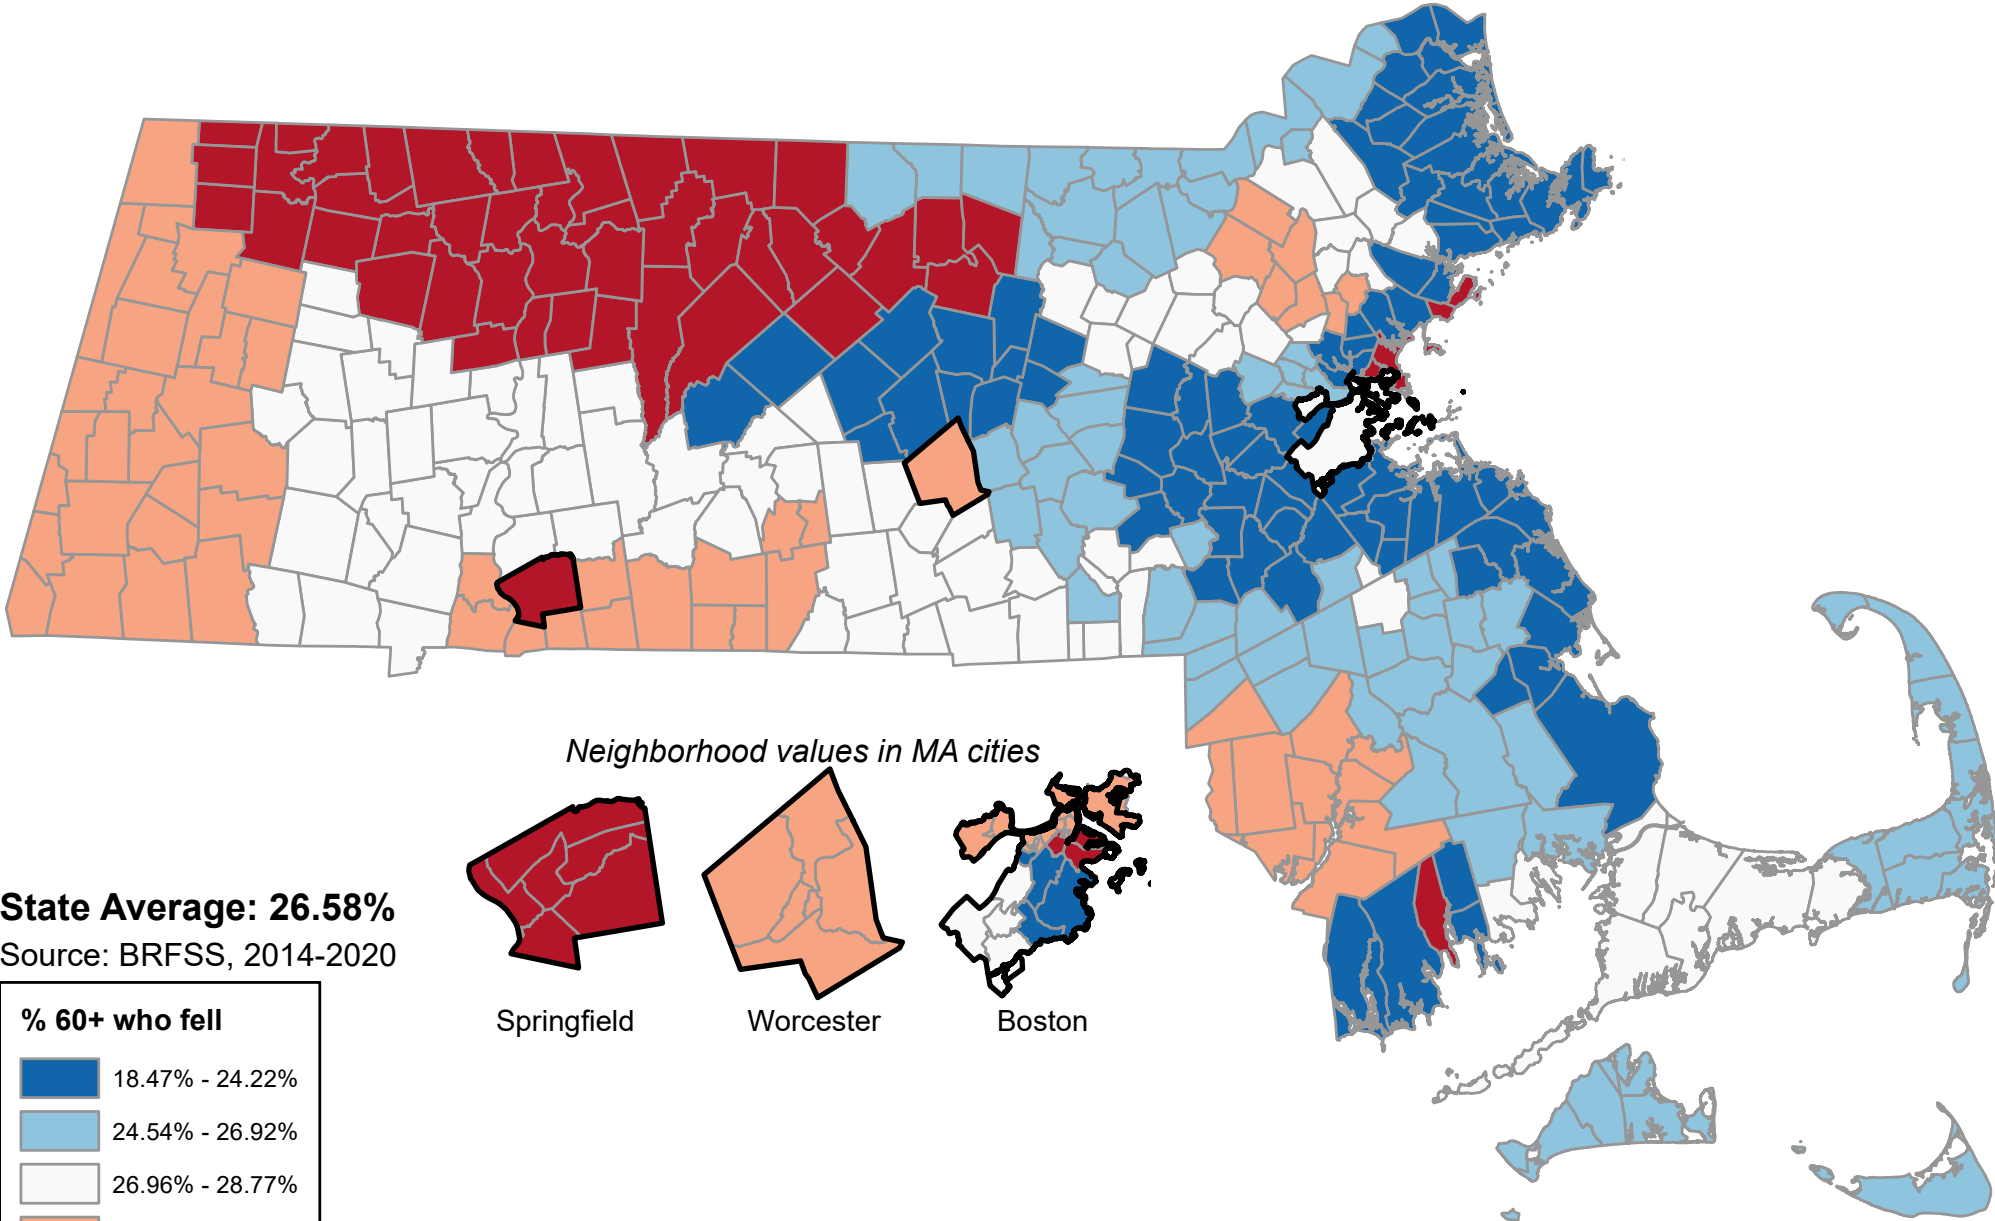 Neighborhood values in MA cities
Springfield
Worcester
Boston
State Average: 26.58%
Source: BRFSS, 2014-2020
% 60+ who fell
18.47% - 24.22%
24.54% - 26.92%
26.96% - 28.77%